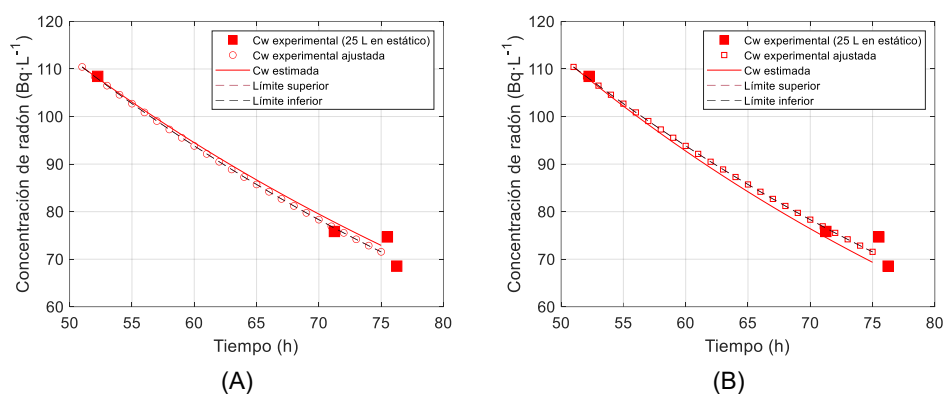 120
110
100
90
80
70
60
Concentración de radón (Bq·L⁻¹)
Cw experimental (25 L en estático)
Cw experimental ajustada
Cw estimada
Límite superior
Límite inferior
50 55 60 65 71 75 80
Tiempo (h)
(A)
120
110
100
90
80
70
60
Concentración de radón (Bq·L⁻¹)
Cw experimental (25 L en estático)
Cw experimental ajustada
Cw estimada
Límite superior
Límite inferior
50 55 60 65 71 75 80
Tiempo (h)
(B)